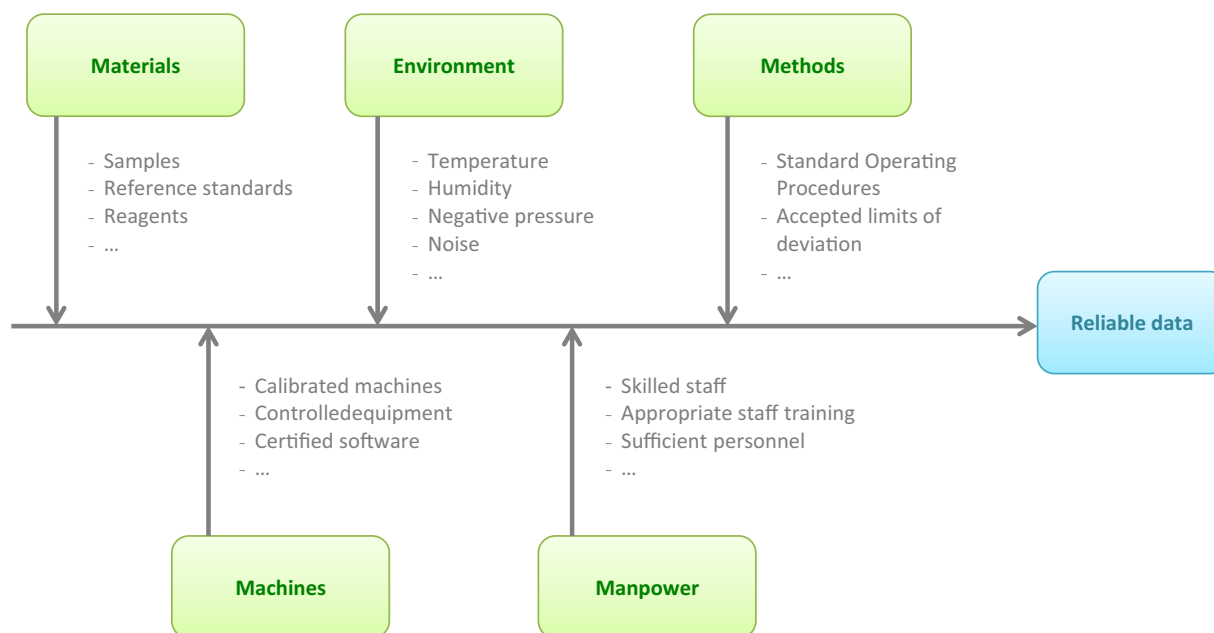 Materials
Environment
Methods
- Samples
- Reference standards
- Reagents
- ...
- Temperature
- Humidity
- Negative pressure
- Noise
- ...
- Standard Operating
Procedures
- Accepted limits of
deviation
- ...
Reliable data
- Calibrated machines
- Controlledequipment
- Certified software
- ...
- Skilled staff
- Appropriate staff training
- Sufficient personnel
- ...
Machines
Manpower